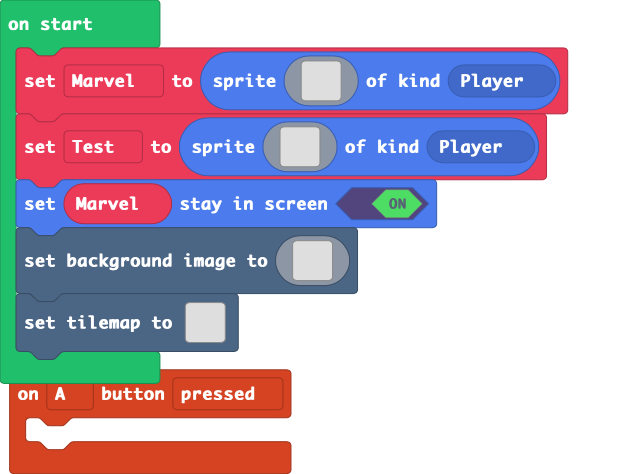 on start
set Marvel to sprite of kind Player
set Test to sprite of kind Player
set Marvel stay in screen ON
set background image to
set tilemap to
on A button pressed